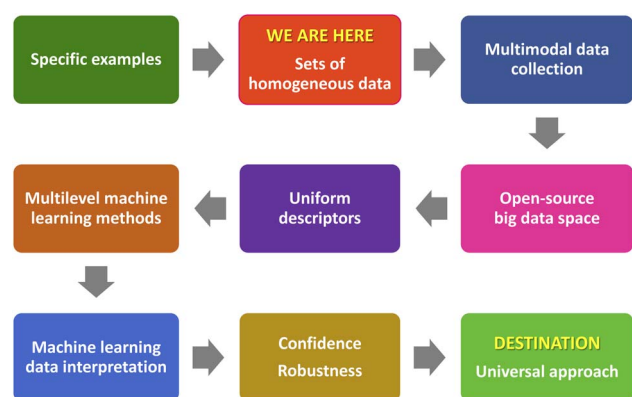 Specific examples
WE ARE HERE
Sets of
homogeneous data
Multimodal data
collection
Open-source
big data space
Uniform
descriptors
Multilevel machine
learning methods
Machine learning
data interpretation
Confidence
Robustness
DESTINATION
Universal approach